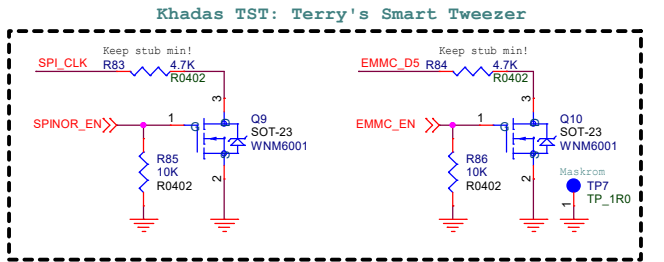 Khadas TST: Terry's Smart Tweezer
Keep stub min!
SPI_CLK
R83
4.7K
R0402
3
Q9
SOT-23
WNM6001
SPINOR_EN
1
G
D
S
R85
10K
R0402
2
Keep stub min!
EMMC_D5
R84
4.7K
R0402
3
Q10
SOT-23
WNM6001
EMMC_EN
1
G
D
S
R86
10K
R0402
2
Maskrom
TP7
TP_1R0
1